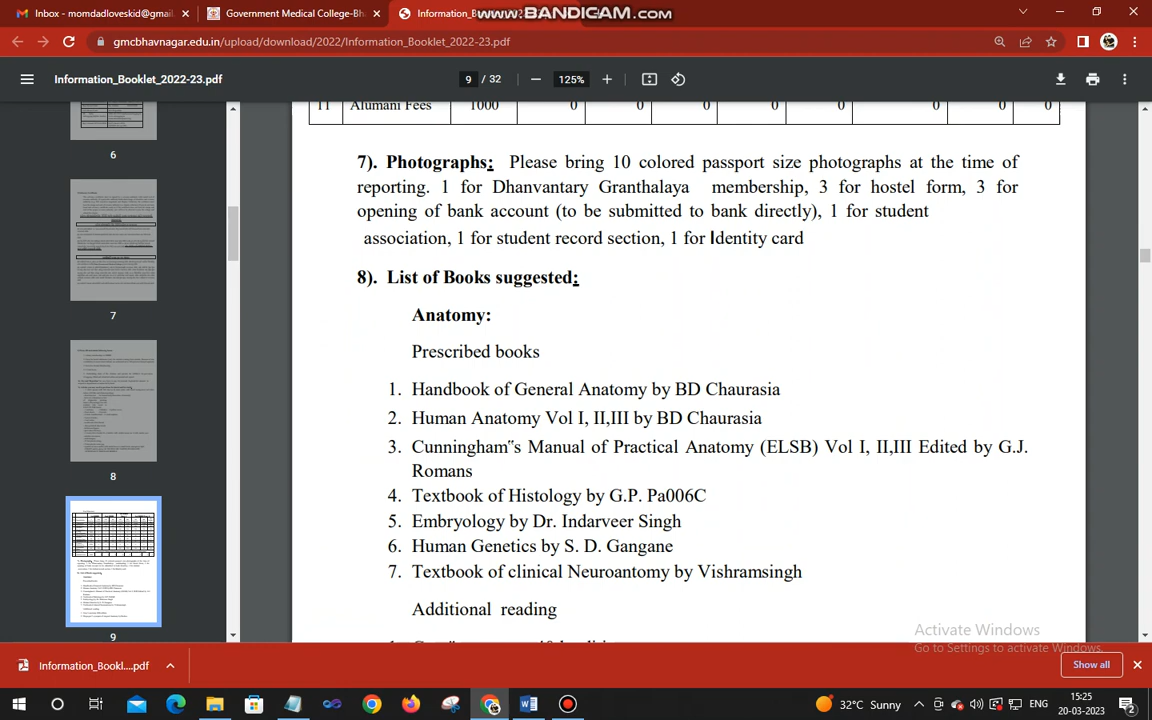 Inbox - momdadloveskid@gmai
Government Medical College-Bh
Information_B
www.BANDICAM.com
gmcbhavnagar.edu.in/upload/download/2022/Information_Booklet_2022-23.pdf
Information_Booklet_2022-23.pdf
9 / 32
125%
6
7
8
9
11 Alumani Fees 1000 0 0 0 0 0 0 0 0
7). Photographs: Please bring 10 colored passport size photographs at the time of
reporting. 1 for Dhanvantary Granthalaya membership, 3 for hostel form, 3 for
opening of bank account (to be submitted to bank directly), 1 for student
association, 1 for student record section, 1 for Identity card
8). List of Books suggested:
Anatomy:
Prescribed books
1. Handbook of General Anatomy by BD Chaurasia
2. Human Anatomy Vol I, II,III by BD Chaurasia
3. Cunningham‟s Manual of Practical Anatomy (ELSB) Vol I, II,III Edited by G.J.
Romans
4. Textbook of Histology by G.P. Pa006C
5. Embryology by Dr. Indarveer Singh
6. Human Genetics by S. D. Gangane
7. Textbook of clinical Neuroantomy by Vishramsingh
Additional reading
Activate Windows
Go to Settings to activate Windows.
Information_Bookl....pdf
Show all
32°C Sunny
ENG
15:25
20-03-2023
2